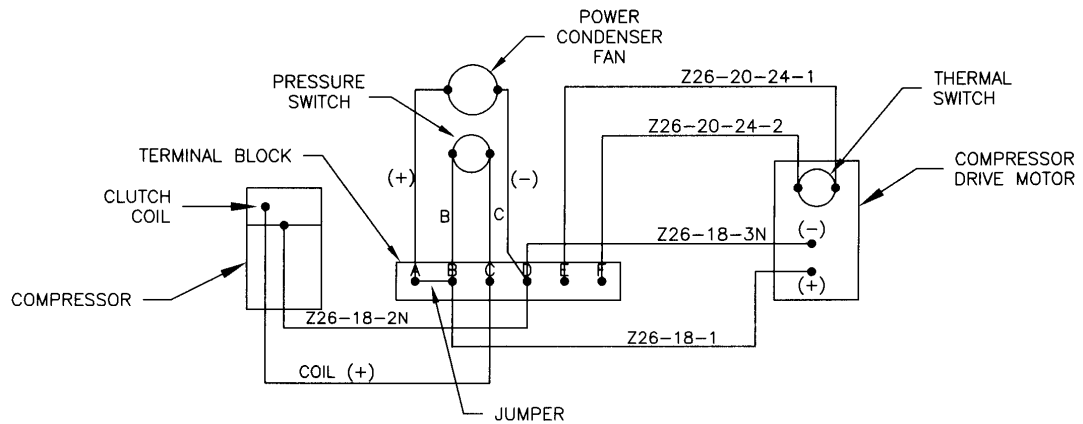 POWER
CONDENSER
FAN
PRESSURE
SWITCH
Z26-20-24-1
THERMAL
SWITCH
Z26-20-24-2
TERMINAL BLOCK
COMPRESSOR
DRIVE MOTOR
(+)
(-)
CLUTCH
COIL
B
C
Z26-18-3N
(-)
A
B
C
D
E
F
(+)
COMPRESSOR
Z26-18-2N
Z26-18-1
COIL (+)
JUMPER